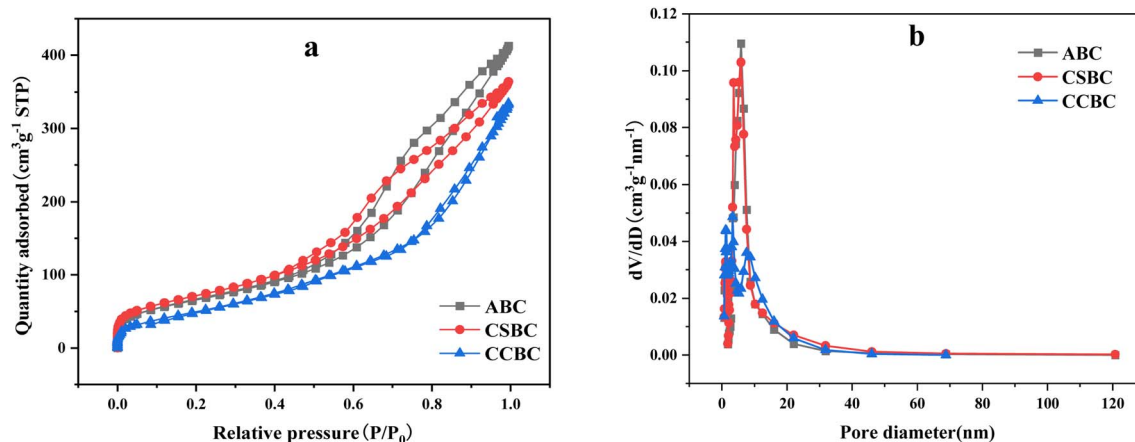 a
400
300
200
100
0
Quantity adsorbed (cm³g⁻¹ STP)
ABC
CSBC
CCBC
0.0 0.2 0.4 0.6 0.8 1.0
Relative pressure (P/P₀)
b
0.12
0.10
0.08
0.06
0.04
0.02
0.00
dV/dD (cm³g⁻¹nm⁻¹)
ABC
CSBC
CCBC
0 20 40 60 80 100 120
Pore diameter(nm)